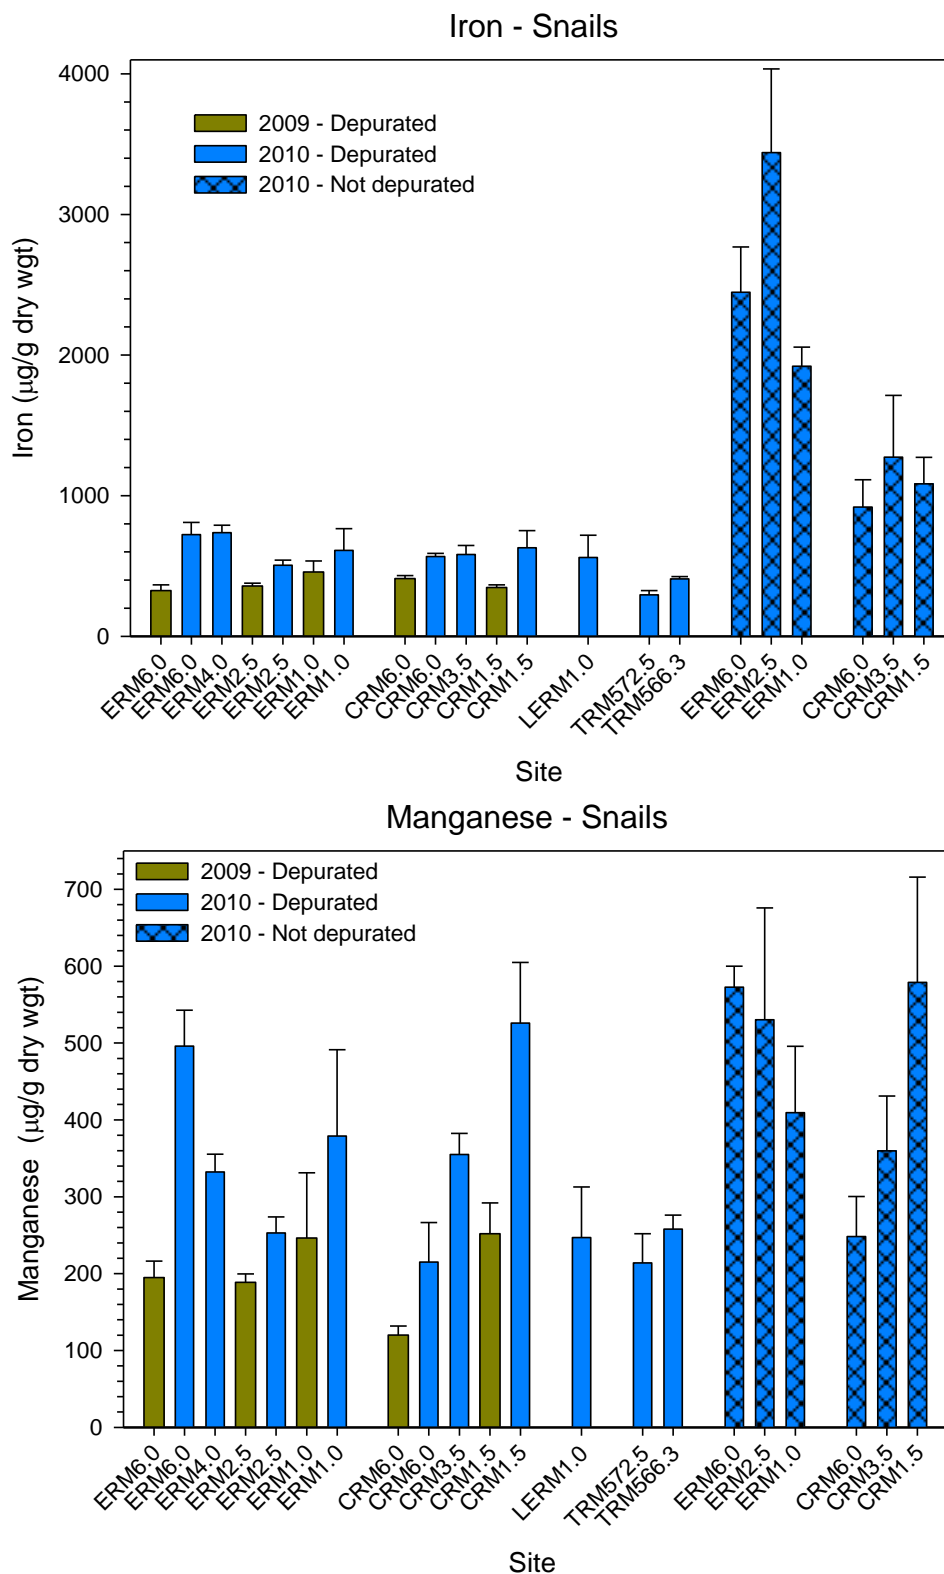 Iron - Snails
4000
3000
2000
1000
0
Iron (µg/g dry wgt)
2009 - Depurated
2010 - Depurated
2010 - Not depurated
ERM6.0
ERM6.0
ERM4.0
ERM2.5
ERM2.5
ERM1.0
ERM1.0
CRM6.0
CRM6.0
CRM3.5
CRM1.5
CRM1.5
LERM1.0
TRM572.5
TRM566.3
ERM6.0
ERM2.5
ERM1.0
CRM6.0
CRM3.5
CRM1.5
Site
Manganese - Snails
700
600
500
400
300
200
100
0
Manganese (µg/g dry wgt)
2009 - Depurated
2010 - Depurated
2010 - Not depurated
ERM6.0
ERM6.0
ERM4.0
ERM2.5
ERM2.5
ERM1.0
ERM1.0
CRM6.0
CRM6.0
CRM3.5
CRM1.5
CRM1.5
LERM1.0
TRM572.5
TRM566.3
ERM6.0
ERM2.5
ERM1.0
CRM6.0
CRM3.5
CRM1.5
Site